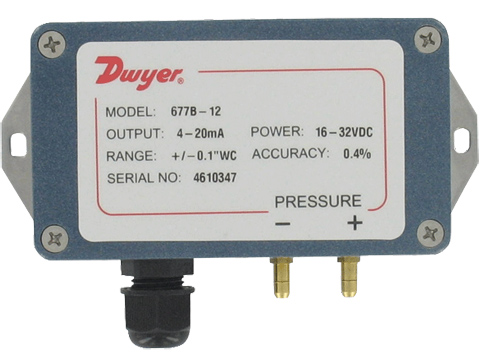 Dwyer®
MODEL: 677B-12
OUTPUT: 4-20mA POWER: 16-32VDC
RANGE: +/-0.1"WC ACCURACY: 0.4%
SERIAL NO: 4610347
PRESSURE
- +